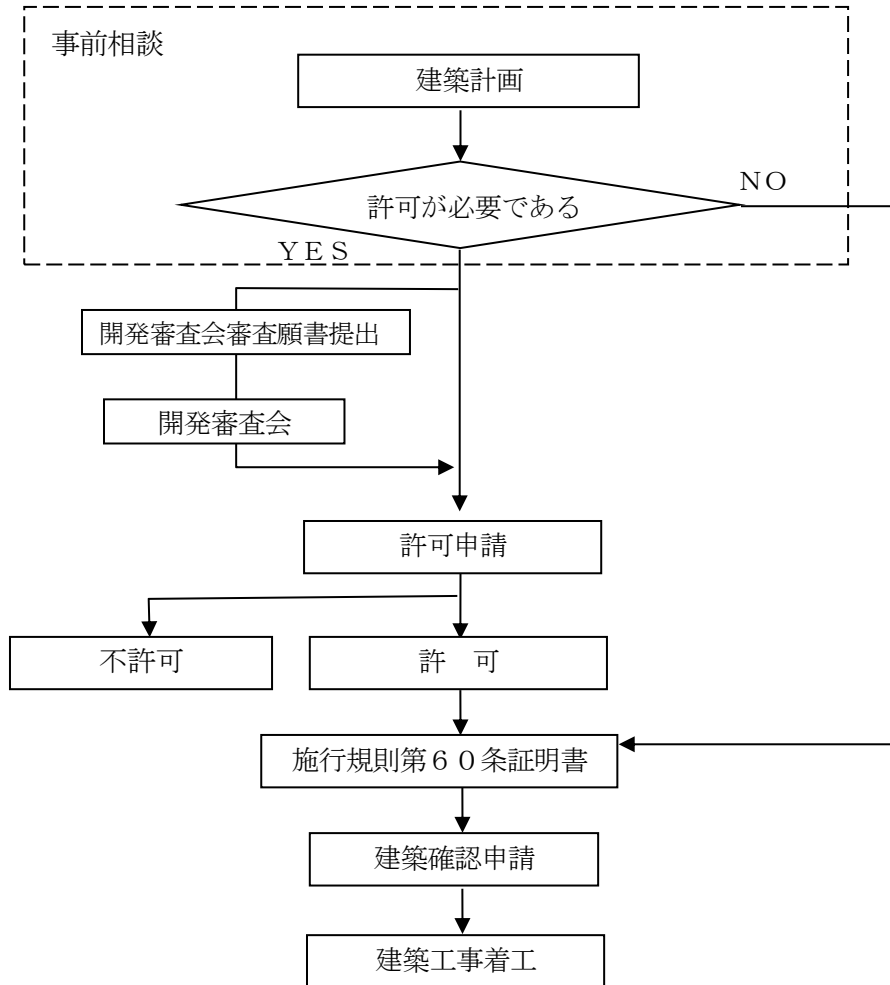 事前相談
建築計画
NO
許可が必要である
YES
開発審査会審査願書提出
開発審査会
許可申請
不許可
許　可
施行規則第６０条証明書
建築確認申請
建築工事着工